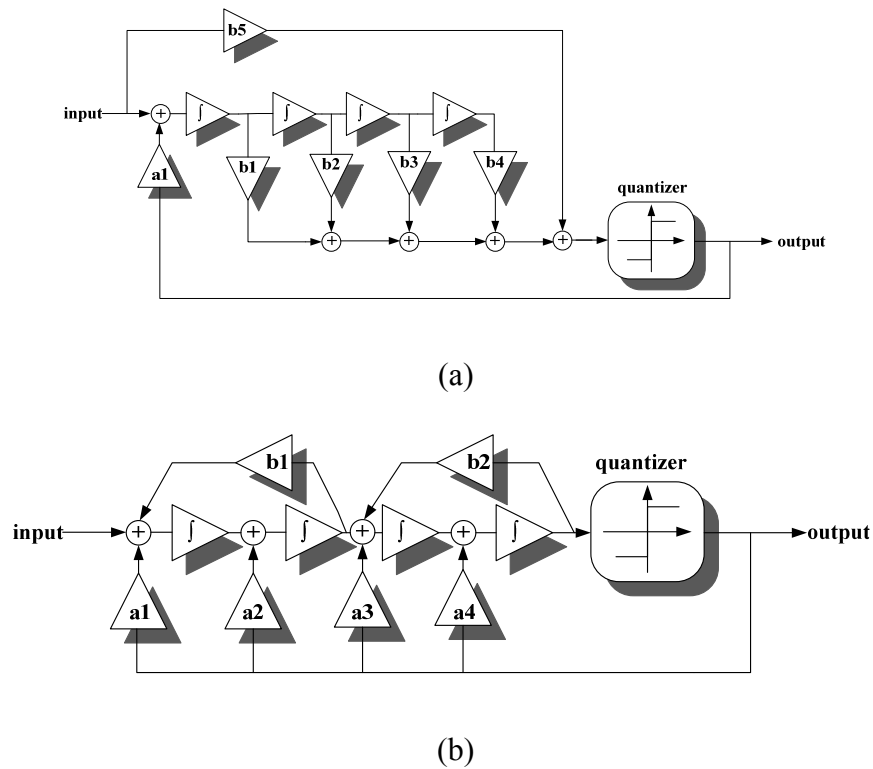 b5
input
∫ ∫ ∫ ∫
b1 b2 b3 b4
a1
quantizer
output
(a)
b1 b2
quantizer
input
∫ ∫ ∫ ∫
output
a1 a2 a3 a4
(b)